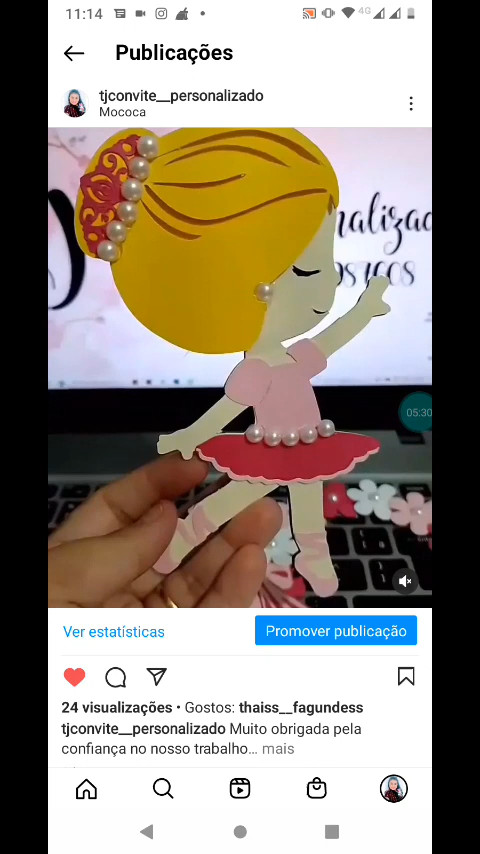 11:14
4G
Publicações
tjconvite__personalizado
Mococa
05:30
Ver estatísticas
Promover publicação
24 visualizações • Gostos: thaiss__fagundess
tjconvite__personalizado Muito obrigada pela
confiança no nosso trabalho... mais